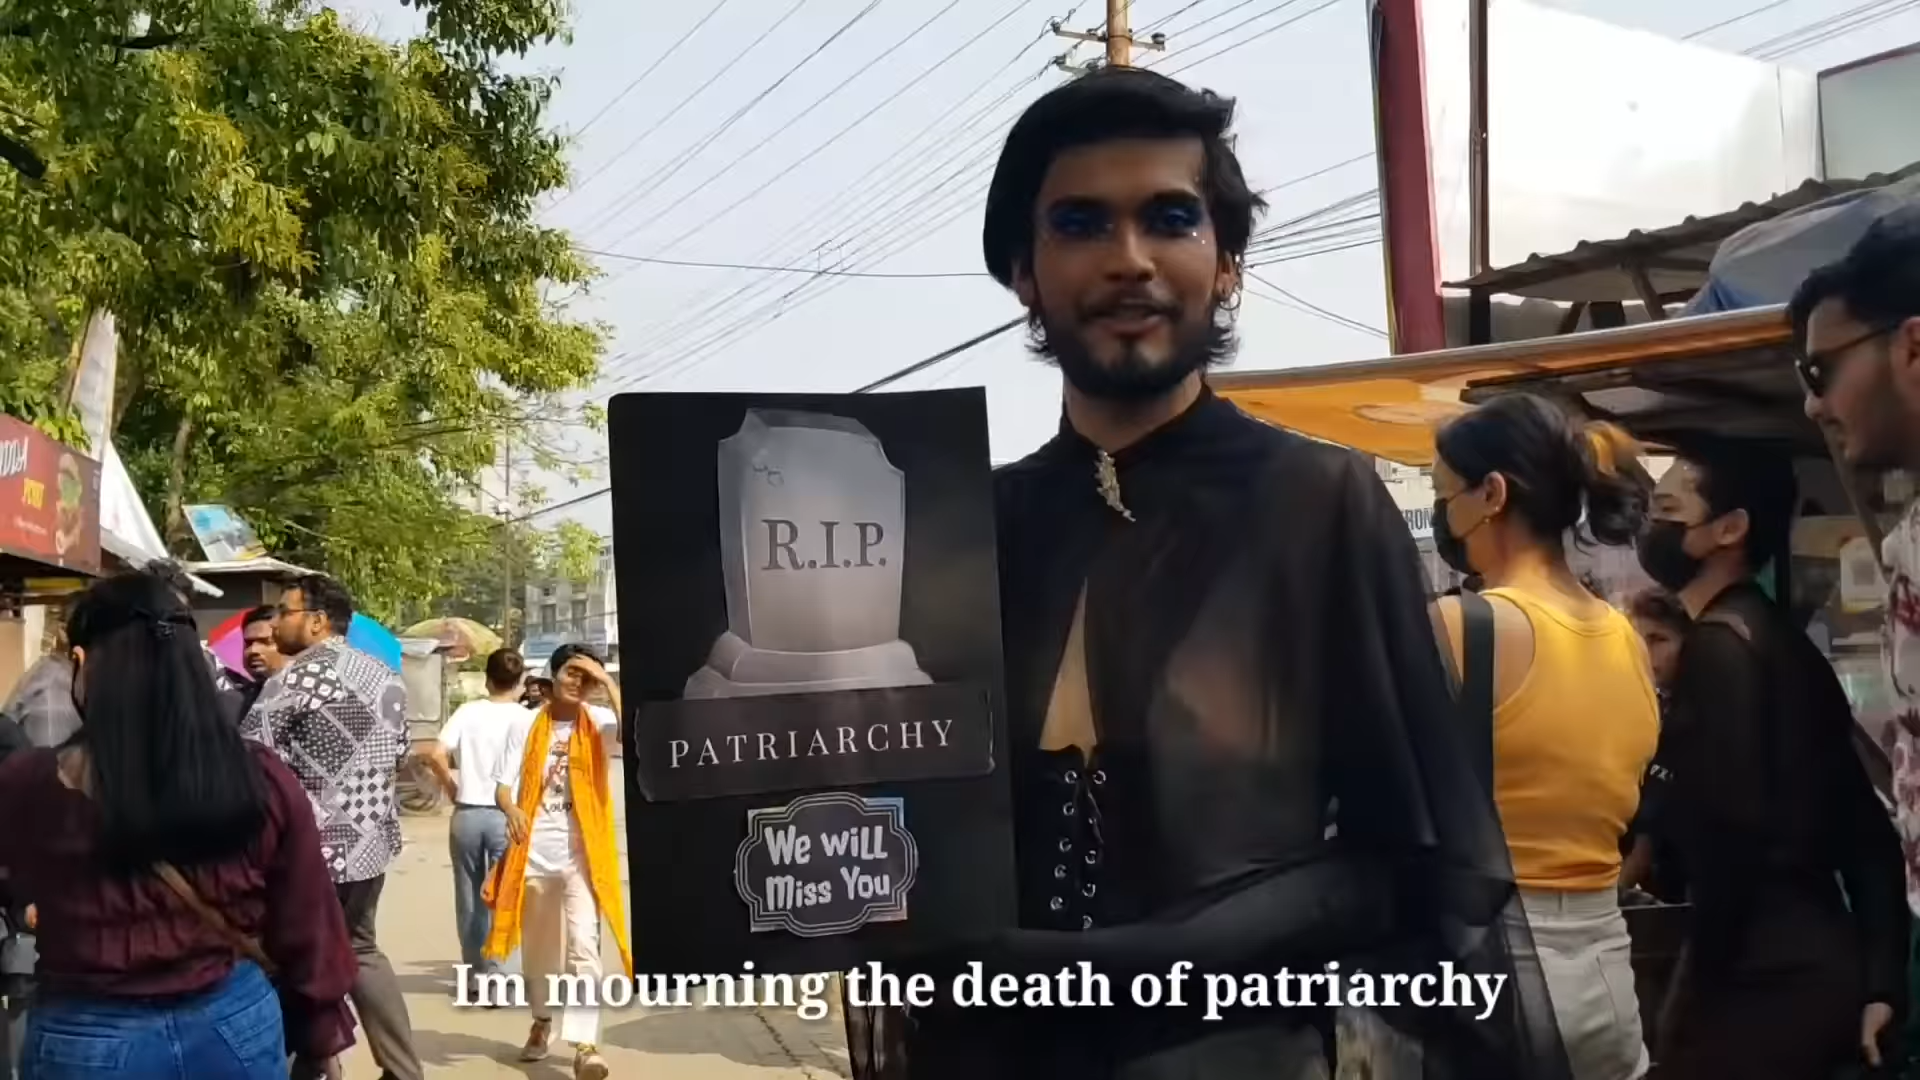 R.I.P.
PATRIARCHY
We will
Miss You
Im mourning the death of patriarchy